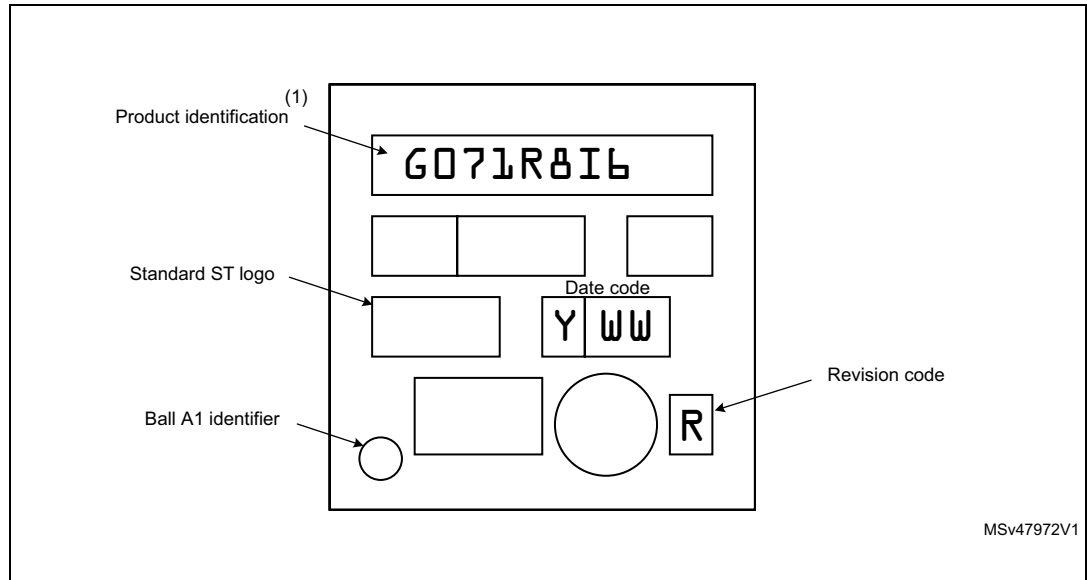 (1)
Product identification
G071R8I6
Standard ST logo
Date code
Y WW
Revision code
Ball A1 identifier
R
MSv47972V1